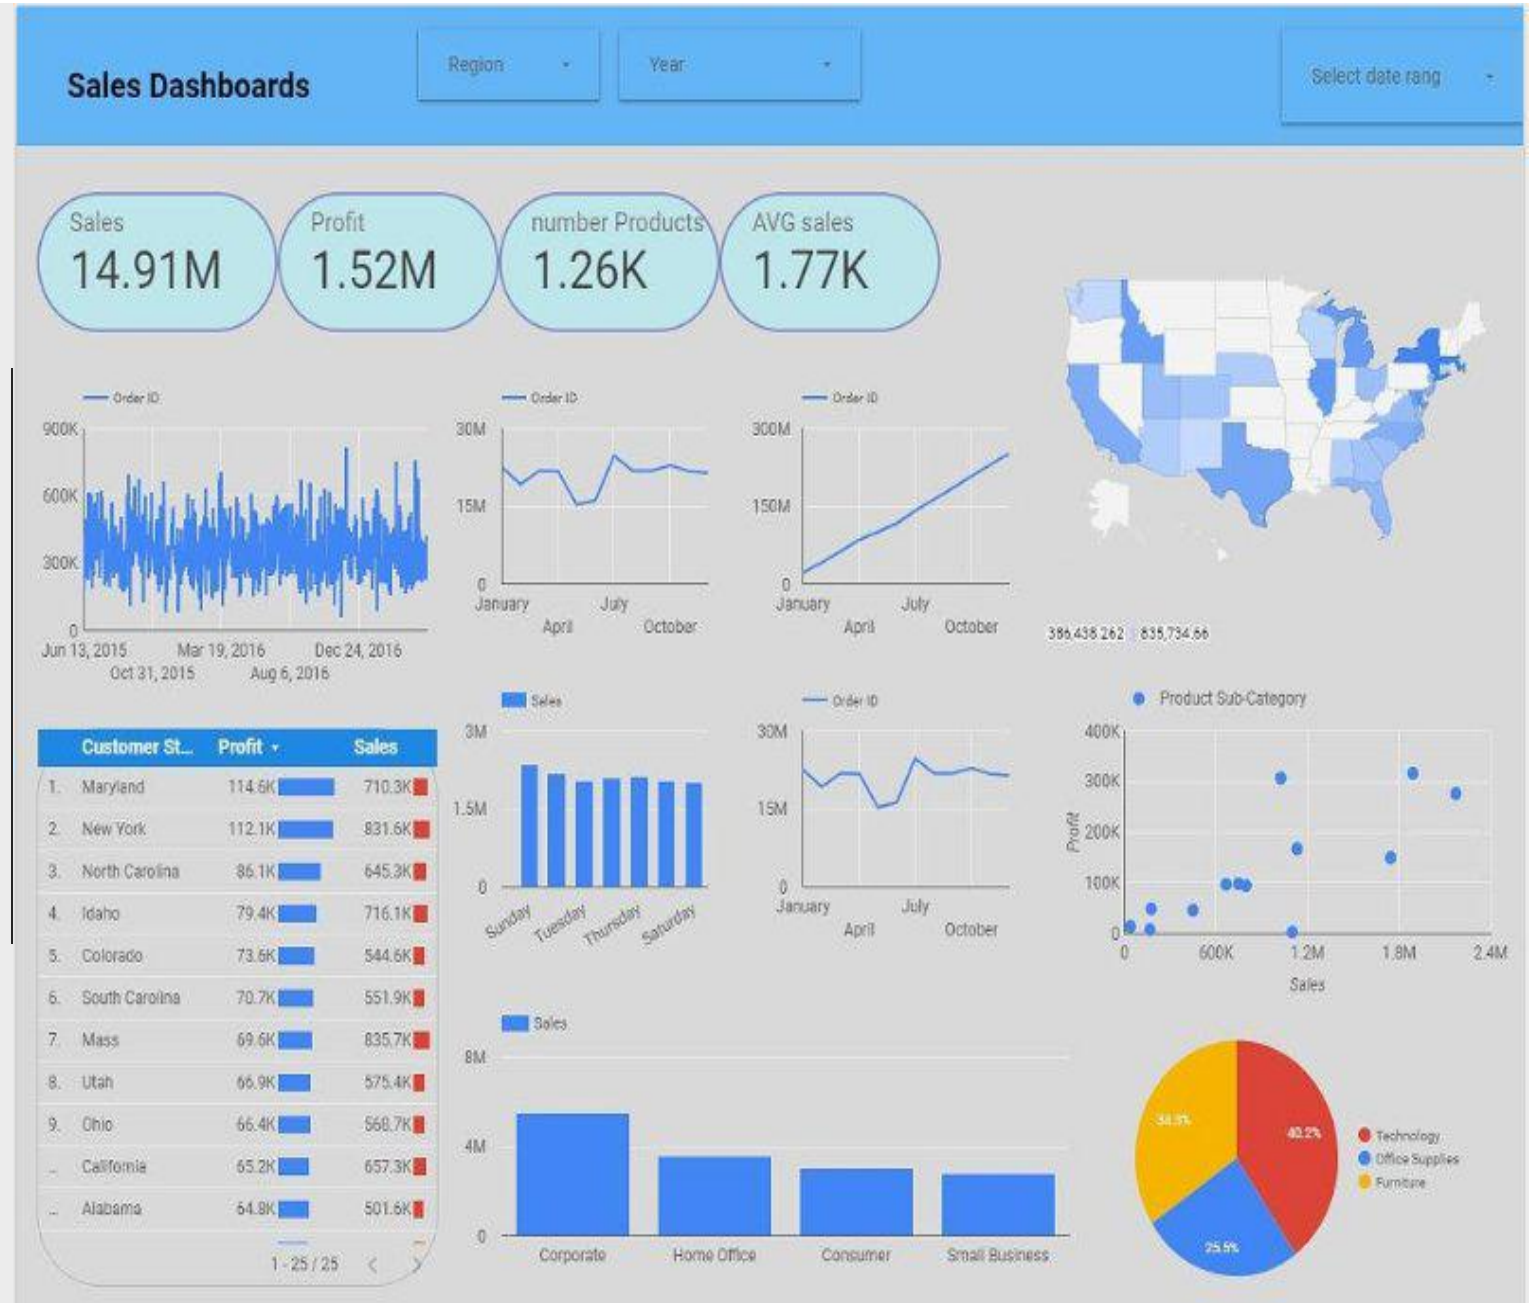 Sales Dashboards
Region
Year
Select date rang
Sales
14.91M
Profit
1.52M
number Products
1.26K
AVG sales
1.77K
Order ID
900K
600K
300K
0
Jun 13, 2015
Mar 19, 2016
Dec 24, 2016
Oct 31, 2015
Aug 6, 2016
Order ID
30M
15M
0
January
July
April
October
Order ID
300M
150M
0
January
July
April
October
386,438.262
835,734.66
Customer St... Profit Sales
1. Maryland 114.6K 710.3K
2. New York 112.1K 831.6K
3. North Carolina 86.1K 645.3K
4. Idaho 79.4K 716.1K
5. Colorado 73.6K 544.6K
6. South Carolina 70.7K 551.9K
7. Mass 69.6K 835.7K
8. Utah 66.9K 575.4K
9. Ohio 66.4K 568.7K
... California 65.2K 657.3K
... Alabama 64.8K 501.6K
1 - 25 / 25
Sales
3M
1.5M
0
Sunday
Tuesday
Thursday
Saturday
Order ID
30M
15M
0
January
July
April
October
Product Sub-Category
400K
300K
200K
100K
0
Profit
0
600K
1.2M
1.8M
2.4M
Sales
Sales
8M
4M
0
Corporate
Home Office
Consumer
Small Business
40.2%
25.5%
Technology
Office Supplies
Furniture